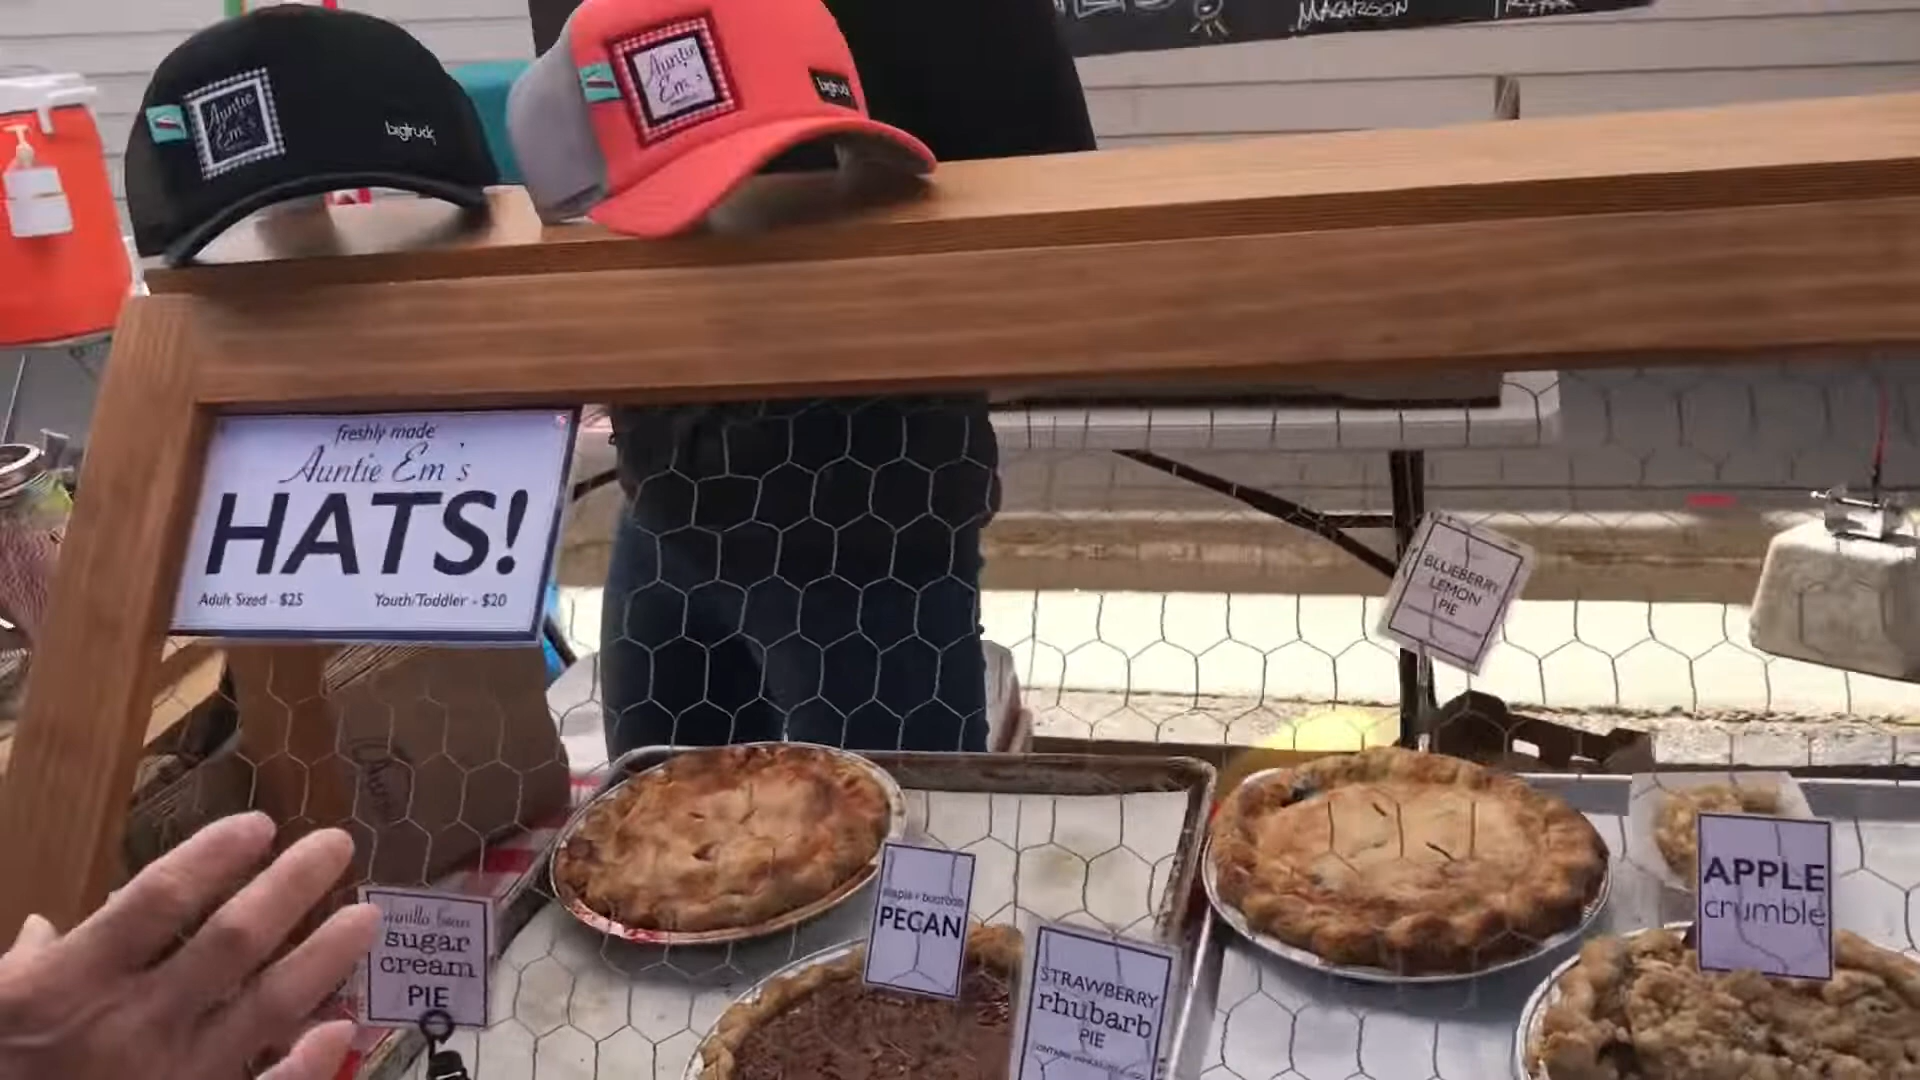 MACARSON
Auntie
Em's
bigtruck
Auntie
Em's
bigtruck
freshly made
Auntie Em's
HATS!
Adult Sized - $25 Youth/Toddler - $20
BLUEBERRY
LEMON
PIE
APPLE
crumble
maple + bourbon
PECAN
vanilla bean
sugar
cream
PIE
STRAWBERRY
rhubarb
PIE